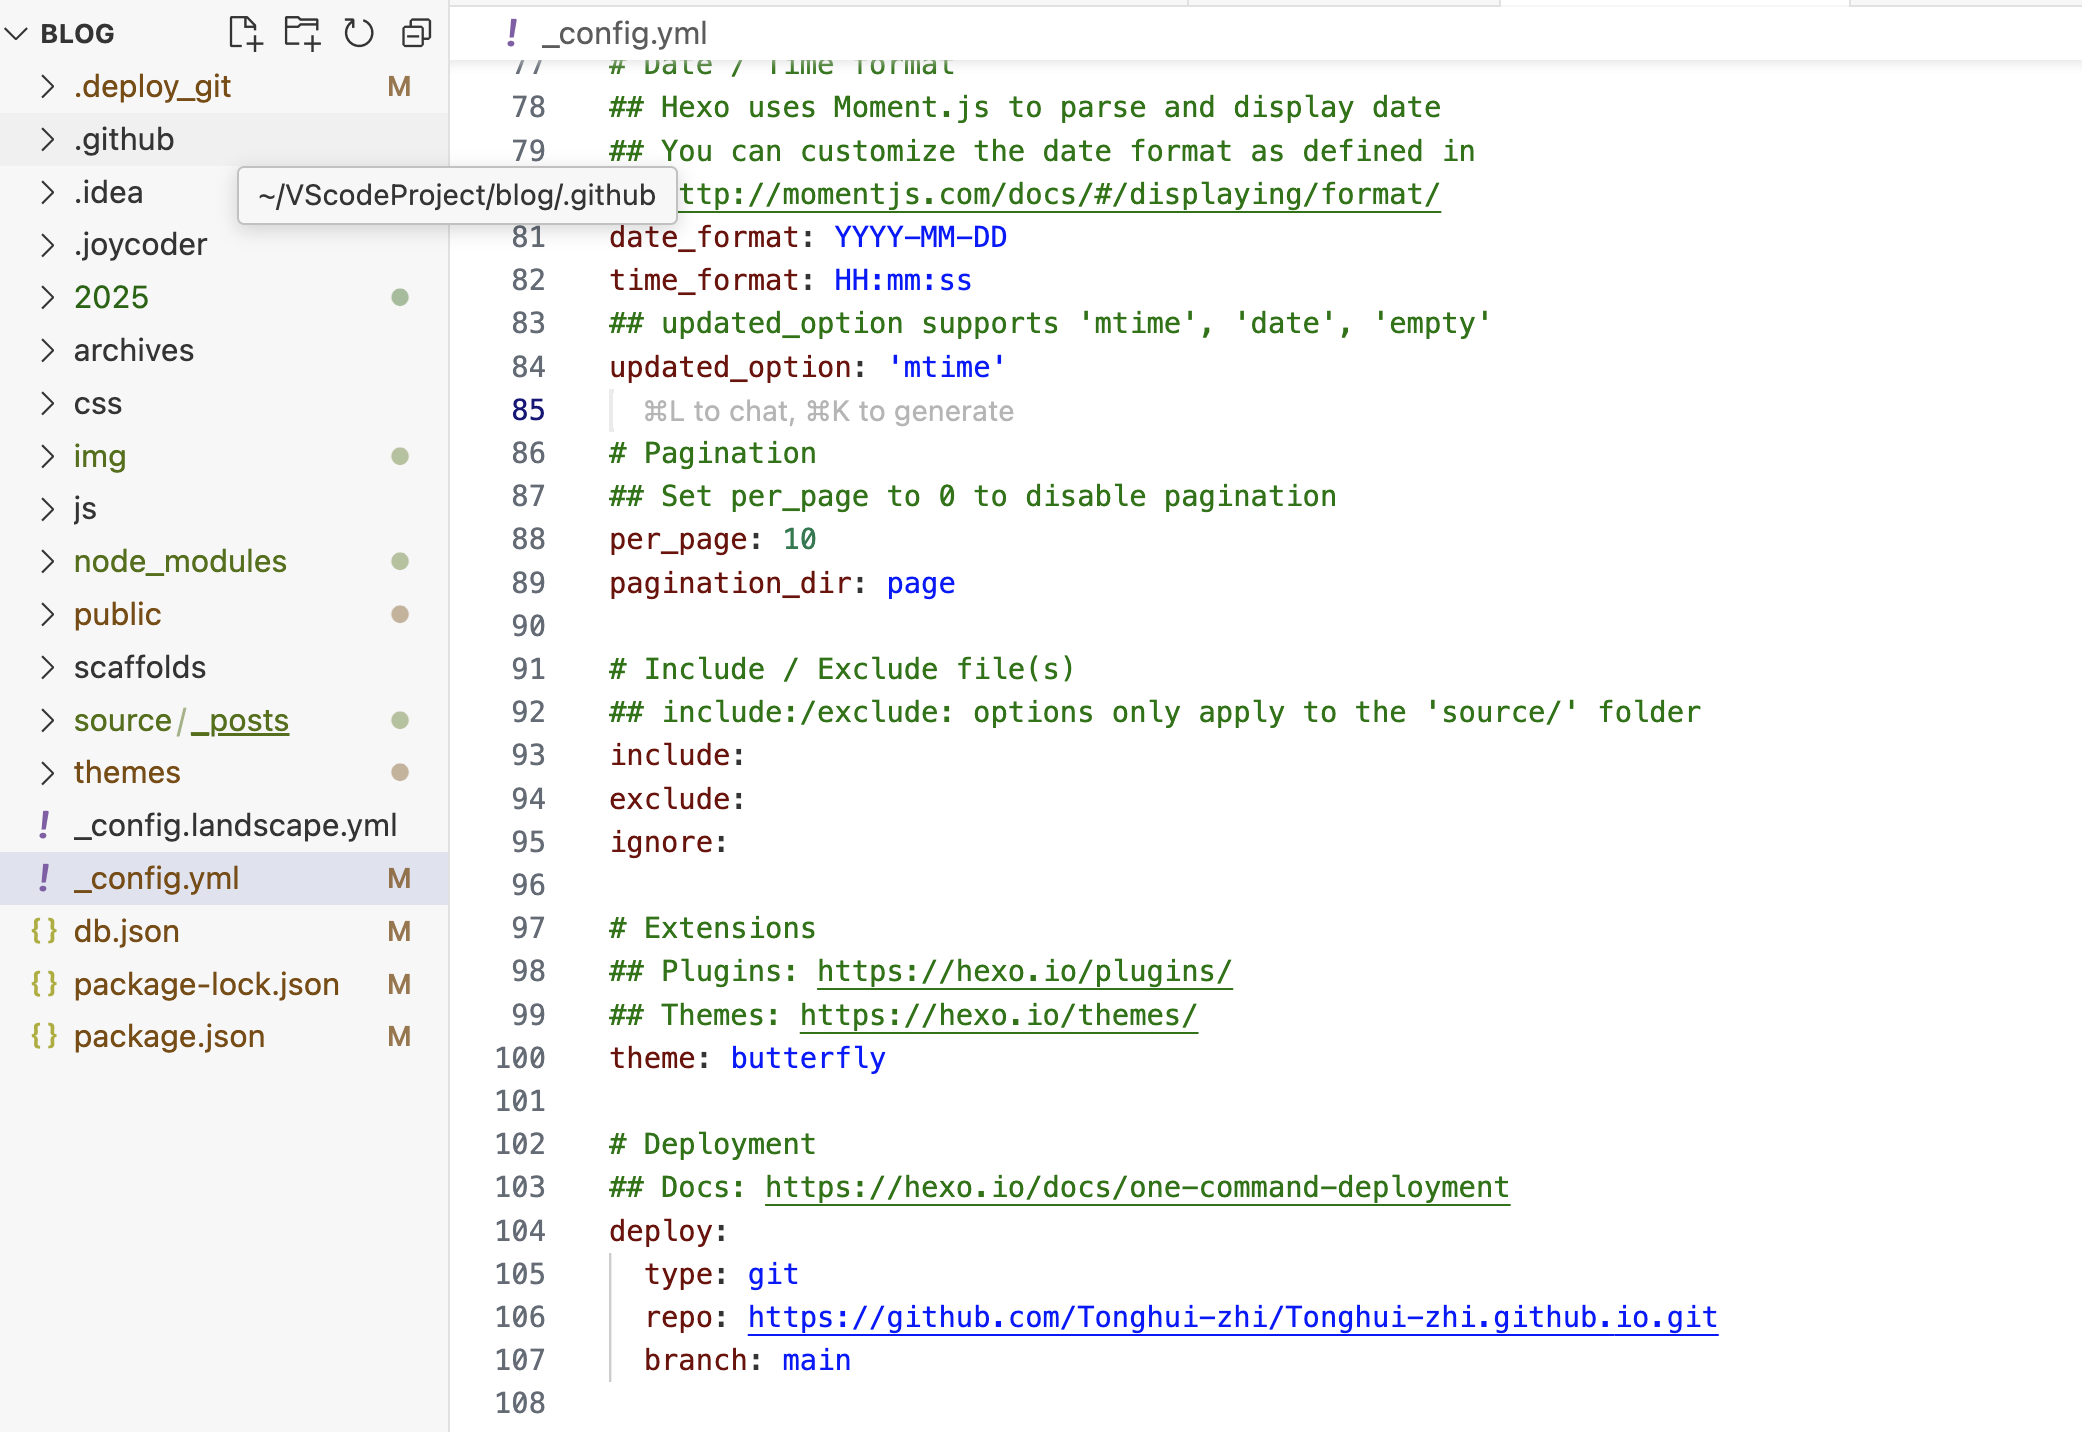 BLOG
.deploy_git M
.github
.idea
.joycoder
2025
archives
css
img
js
node_modules
public
scaffolds
source / _posts
themes
! _config.landscape.yml
! _config.yml M
{} db.json M
{} package-lock.json M
{} package.json M
~/VScodeProject/blog/.github
! _config.yml
77 # Date / Time format
78 ## Hexo uses Moment.js to parse and display date
79 ## You can customize the date format as defined in
ttp://momentjs.com/docs/#/displaying/format/
81 date_format: YYYY-MM-DD
82 time_format: HH:mm:ss
83 ## updated_option supports 'mtime', 'date', 'empty'
84 updated_option: 'mtime'
85 ⌘L to chat, ⌘K to generate
86 # Pagination
87 ## Set per_page to 0 to disable pagination
88 per_page: 10
89 pagination_dir: page
90
91 # Include / Exclude file(s)
92 ## include:/exclude: options only apply to the 'source/' folder
93 include:
94 exclude:
95 ignore:
96
97 # Extensions
98 ## Plugins: https://hexo.io/plugins/
99 ## Themes: https://hexo.io/themes/
100 theme: butterfly
101
102 # Deployment
103 ## Docs: https://hexo.io/docs/one-command-deployment
104 deploy:
105 type: git
106 repo: https://github.com/Tonghui-zhi/Tonghui-zhi.github.io.git
107 branch: main
108